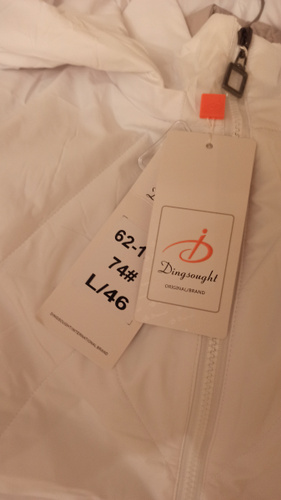 62-1
74#
L/46
Dingsought
ORIGINAL/BRAND